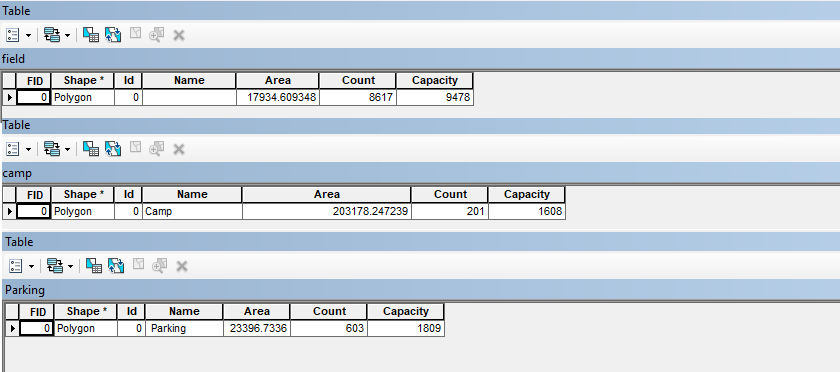 Table
field
FID Shape * Id Name Area Count Capacity
0 Polygon 0 17934.609348 8617 9478
Table
camp
FID Shape * Id Name Area Count Capacity
0 Polygon 0 Camp 203178.247239 201 1608
Table
Parking
FID Shape * Id Name Area Count Capacity
0 Polygon 0 Parking 23396.7336 603 1809